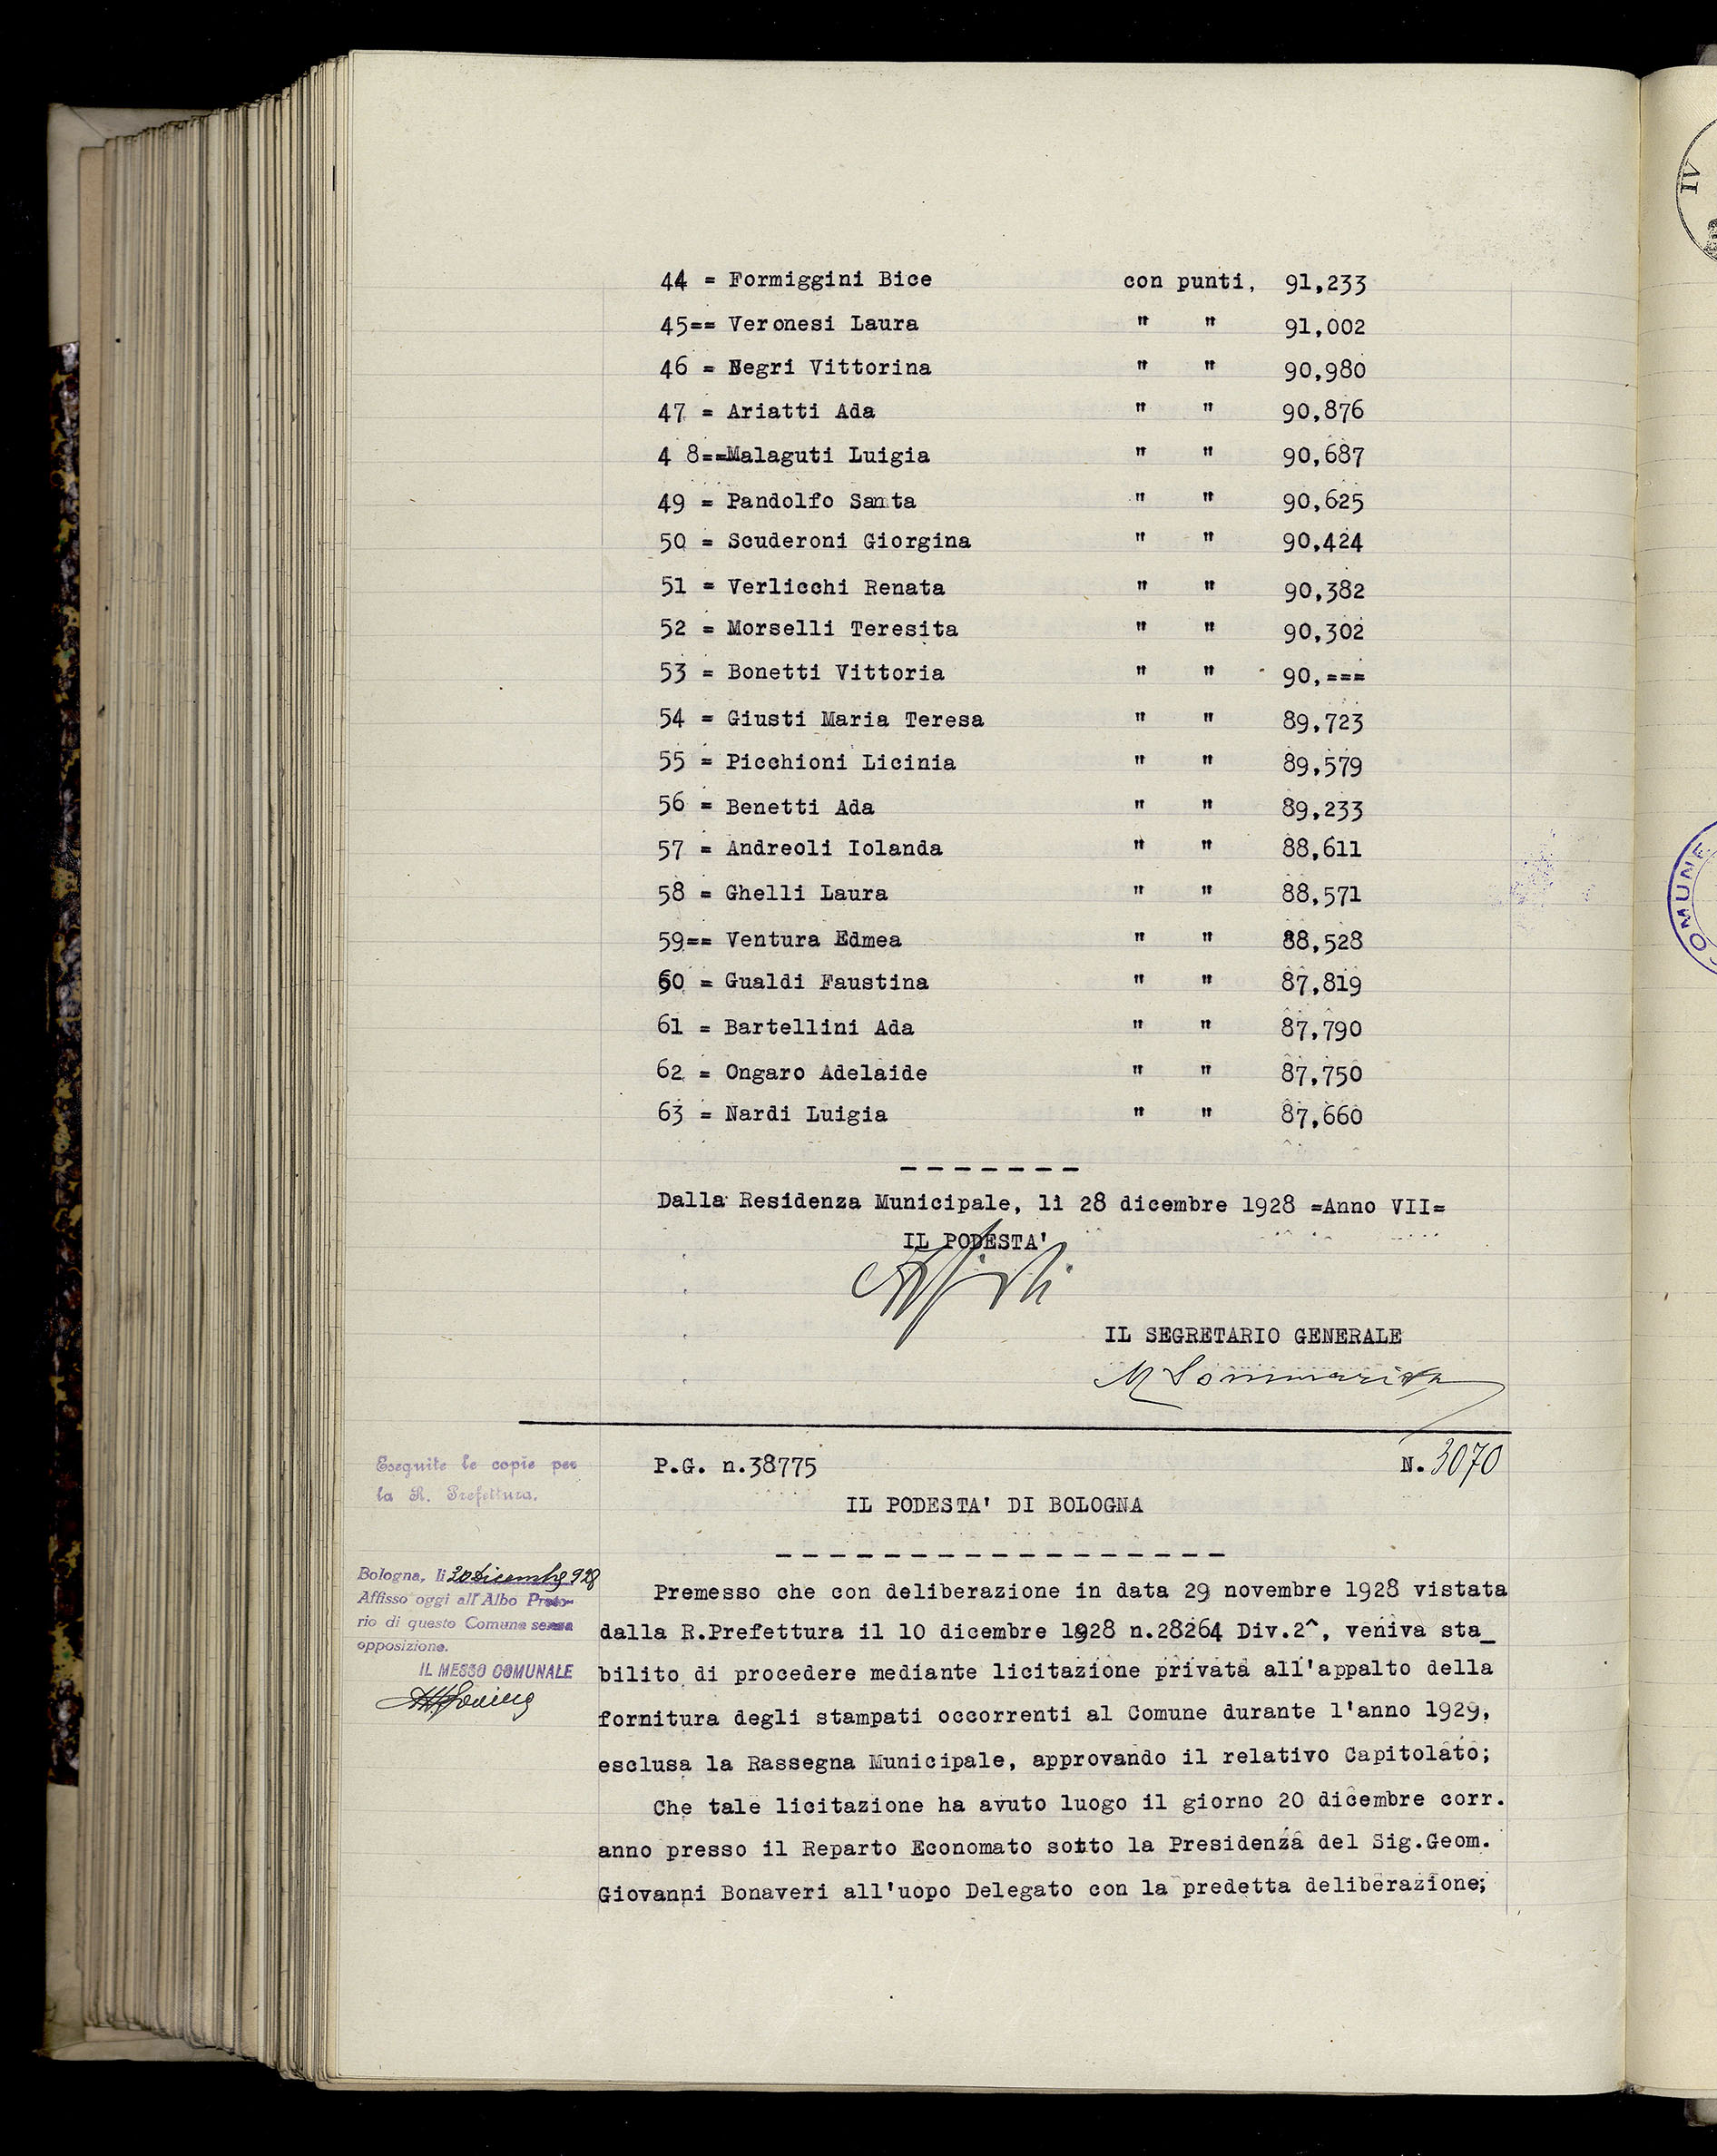 44 = Formiggini Bice con punti, 91,233
45== Veronesi Laura " " 91,002
46 = Negri Vittorina " " 90,980
47 = Ariatti Ada " " 90,876
4 8==Malaguti Luigia " " 90,687
49 = Pandolfo Santa " " 90,625
50 = Scuderoni Giorgina " " 90,424
51 = Verlicchi Renata " " 90,382
52 = Morselli Teresita " " 90,302
53 = Bonetti Vittoria " " 90,===
54 = Giusti Maria Teresa " " 89,723
55 = Picchioni Licinia " " 89,579
56 = Benetti Ada " " 89,233
57 = Andreoli Iolanda " " 88,611
58 = Ghelli Laura " " 88,571
59== Ventura Edmea " " 88,528
60 = Gualdi Faustina " " 87,819
61 = Bartellini Ada " " 87,790
62 = Ongaro Adelaide " " 87,750
63 = Nardi Luigia " " 87,660
Dalla Residenza Municipale, li 28 dicembre 1928 =Anno VII=
IL PODESTA'
IL SEGRETARIO GENERALE
Eseguite le copie per
la R. Prefettura.
P.G. n.38775 N. 3070
IL PODESTA' DI BOLOGNA
Bologna, li
Affisso oggi all'Albo Preto-
rio di questo Comune senza
opposizione.
IL MESSO COMUNALE
Premesso che con deliberazione in data 29 novembre 1928 vistata
dalla R.Prefettura il 10 dicembre 1928 n.28264 Div.2^, veniva sta_
bilito di procedere mediante licitazione privata all'appalto della
fornitura degli stampati occorrenti al Comune durante l'anno 1929,
esclusa la Rassegna Municipale, approvando il relativo Capitolato;
Che tale licitazione ha avuto luogo il giorno 20 dicembre corr.
anno presso il Reparto Economato sotto la Presidenza del Sig.Geom.
Giovanni Bonaveri all'uopo Delegato con la predetta deliberazione;
IV
COMUNE